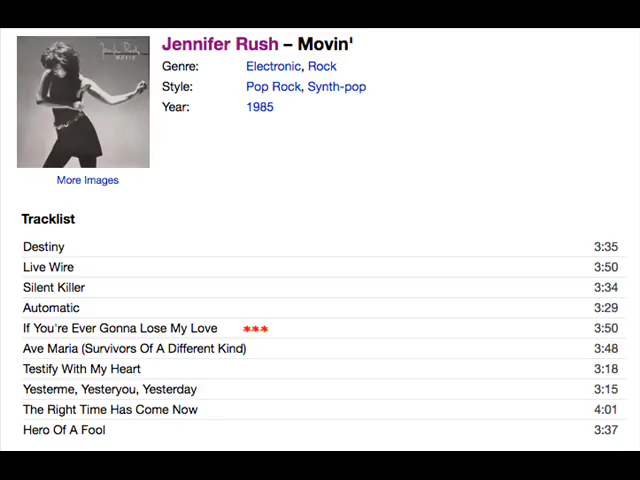 Jennifer Rush – Movin'
Genre: Electronic, Rock
Style: Pop Rock, Synth-pop
Year: 1985
Jennifer Rush
MOVIN'
More Images
Tracklist
Destiny 3:35
Live Wire 3:50
Silent Killer 3:34
Automatic 3:29
If You're Ever Gonna Lose My Love *** 3:50
Ave Maria (Survivors Of A Different Kind) 3:48
Testify With My Heart 3:18
Yesterme, Yesteryou, Yesterday 3:15
The Right Time Has Come Now 4:01
Hero Of A Fool 3:37